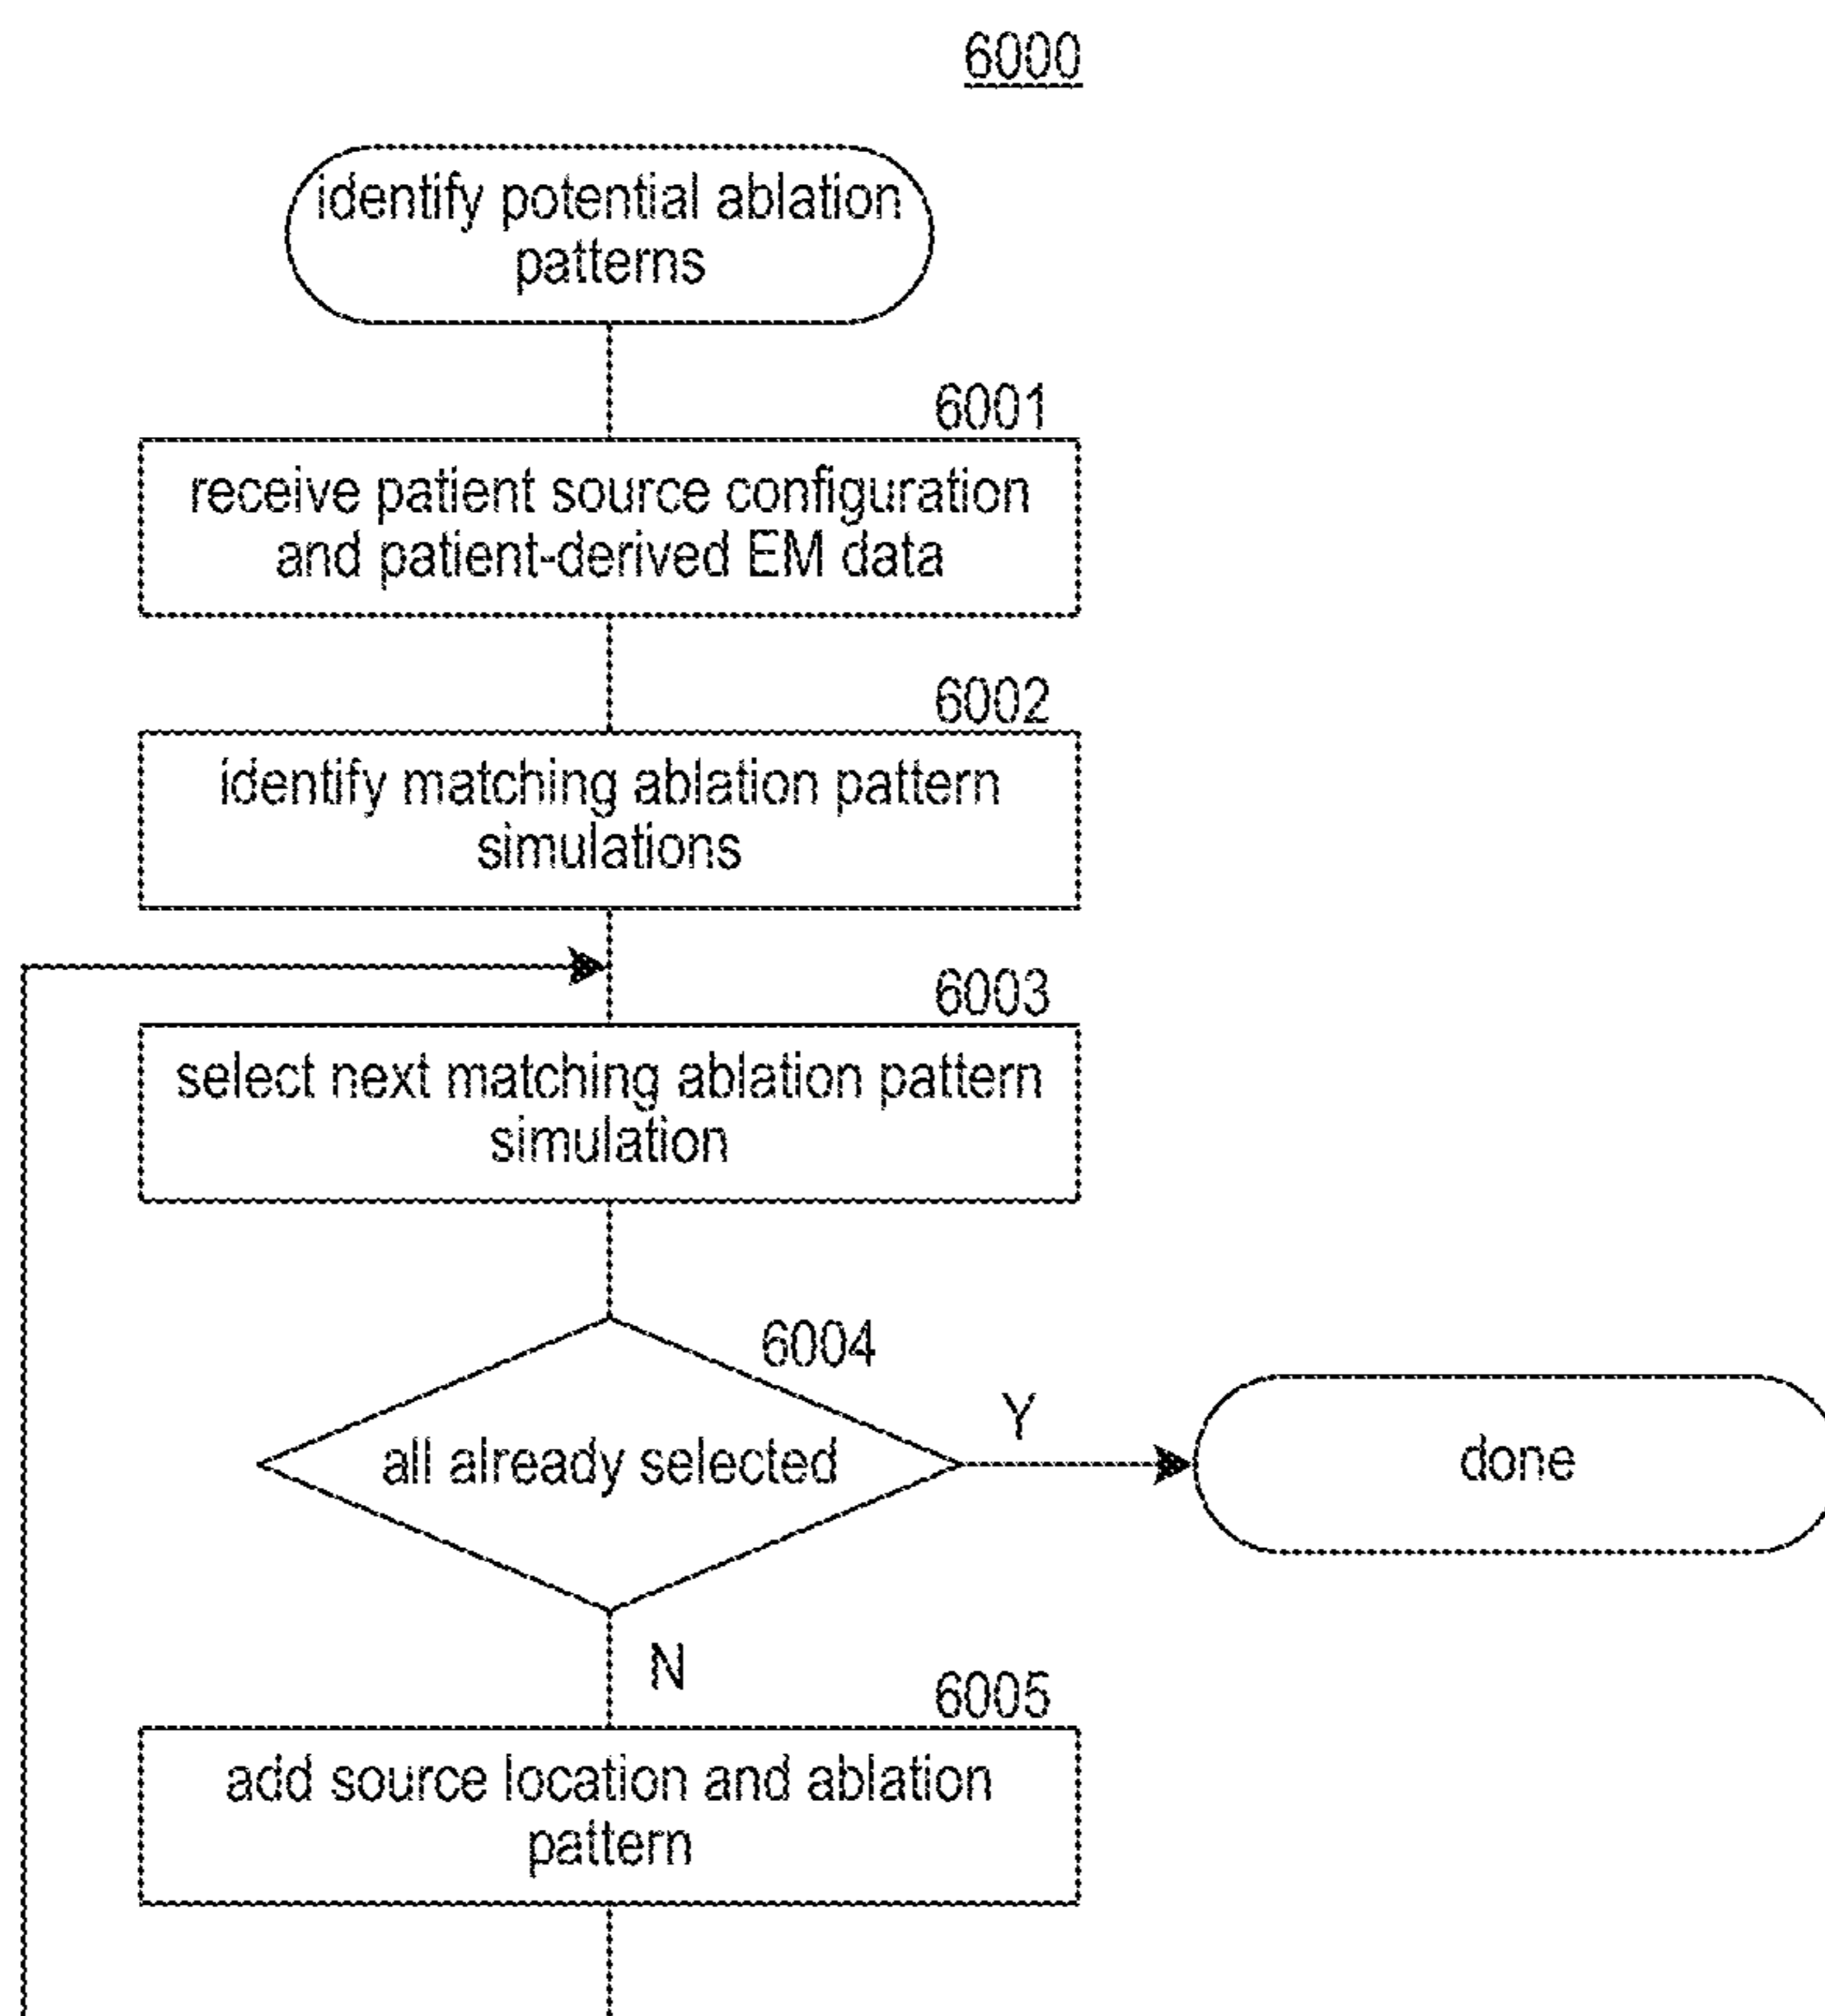 6000
identify potential ablation
patterns
6001
receive patient source configuration
and patient-derived EM data
6002
identify matching ablation pattern
simulations
6003
select next matching ablation pattern
simulation
6004
all already selected
Y
done
N
6005
add source location and ablation
pattern